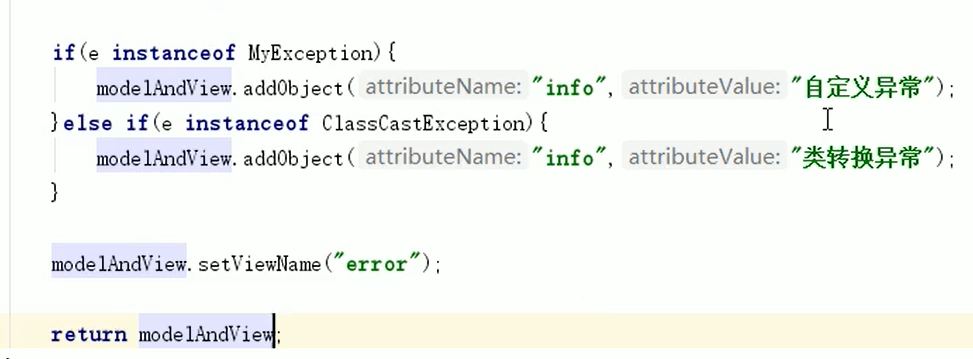 if(e instanceof MyException){
modelAndView.addObject( attributeName: "info", attributeValue: "自定义异常");
}else if(e instanceof ClassCastException){
modelAndView.addObject( attributeName: "info", attributeValue: "类转换异常");
}
modelAndView.setViewName("error");
return modelAndView;